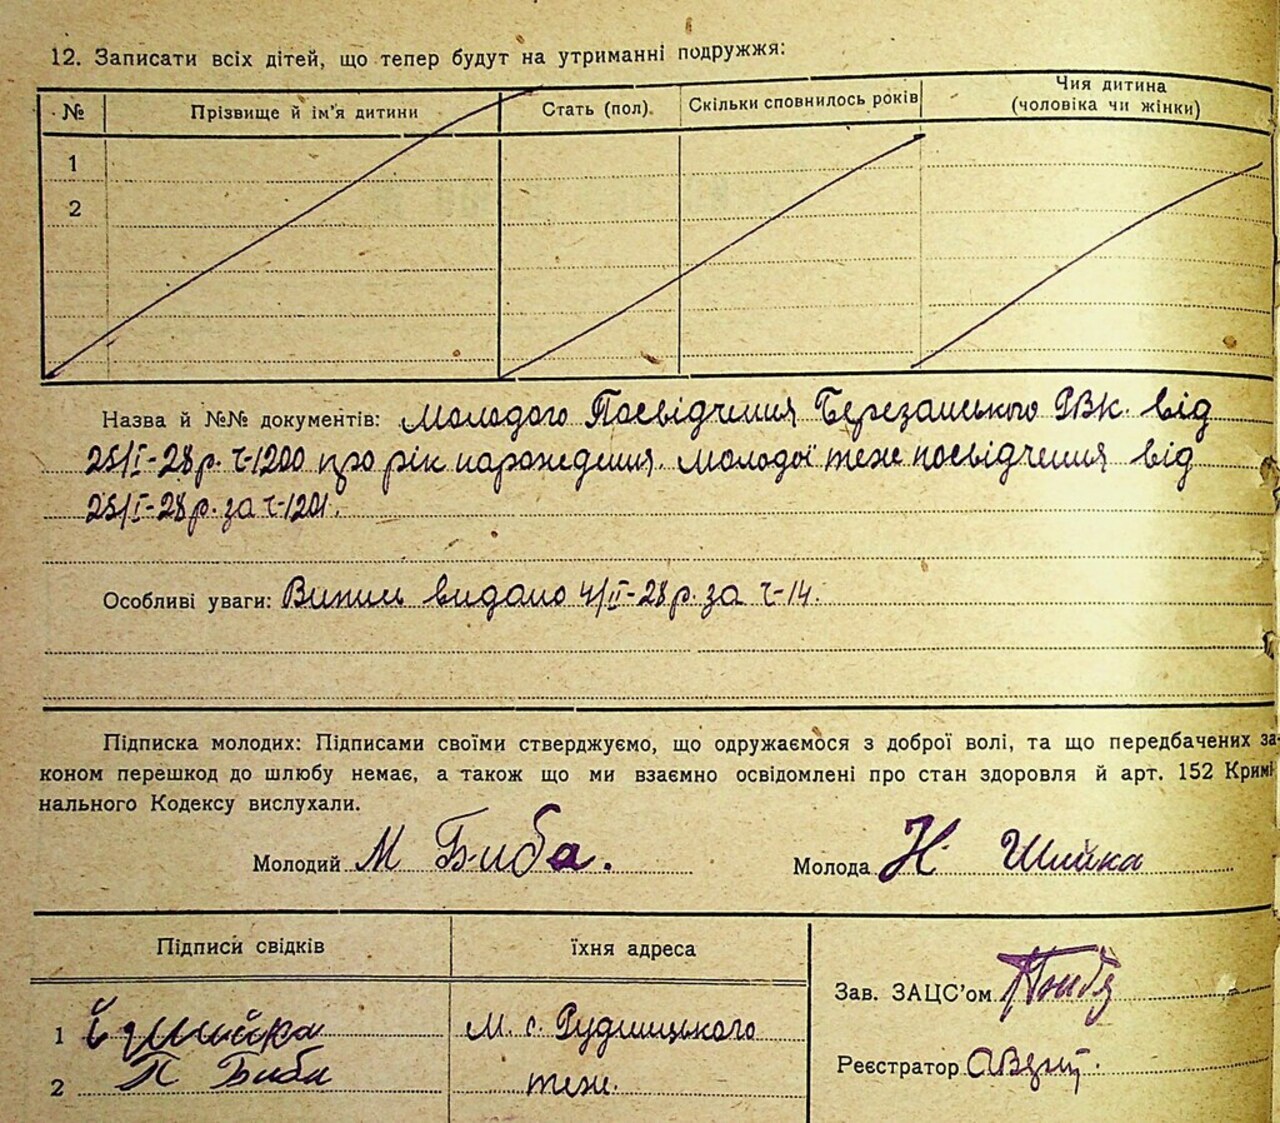 12. Записати всіх дітей, що тепер будут на утриманні подружжя:
№ Прізвище й ім'я дитини Стать (пол). Скільки сповнилось років Чия дитина
(чоловіка чи жінки)
1
2
Назва й №№ документів: Молодого Посвідчення Березанського РВК. від
25/I-28р. ч-1200 про рік народження. Молодої теже посвідчення від
25/I-28р. за ч-1201.
Особливі уваги: Випись видано 4/II-28р. за ч-14.
Підписка молодих: Підписами своїми стверджуємо, що одружаємося з доброї волі, та що передбачених за-
коном перешкод до шлюбу немає, а також що ми взаємно освідомлені про стан здоровля й арт. 152 Кримі-
нального Кодексу вислухали.
Молодий М Биба. Молода Н. Шийка
Підписи свідків їхня адреса
Зав. ЗАЦС'ом
1 М. с. Рудницького
Реєстратор
2 П Биба теже.